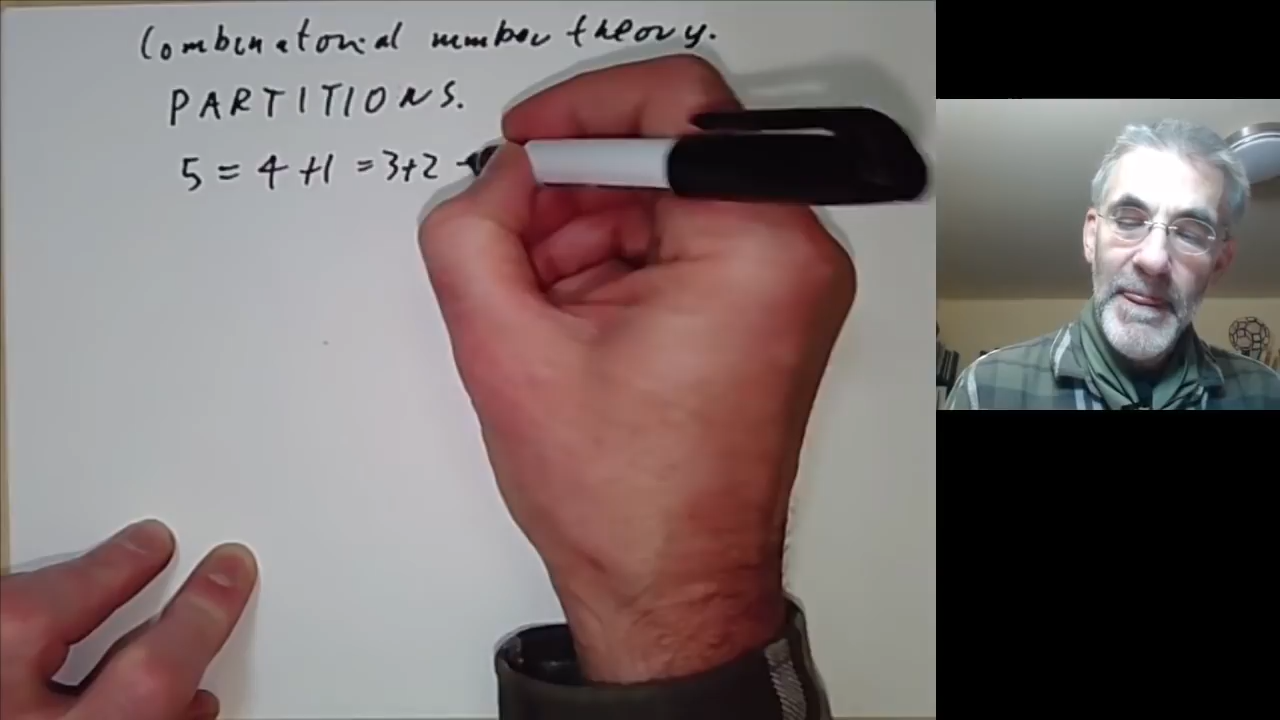 Combinatorial number theory.
PARTITIONS.
5 = 4 +1 = 3+2